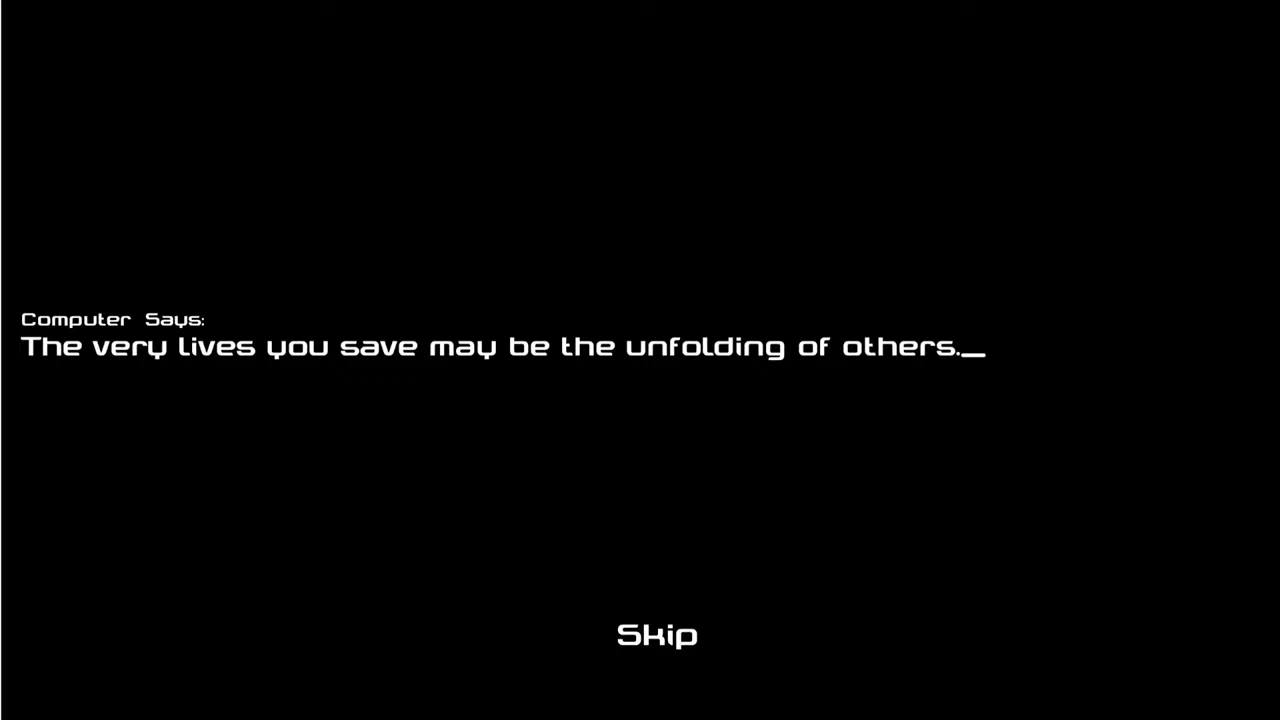 Computer Says:
The very lives you save may be the unfolding of others._
Skip